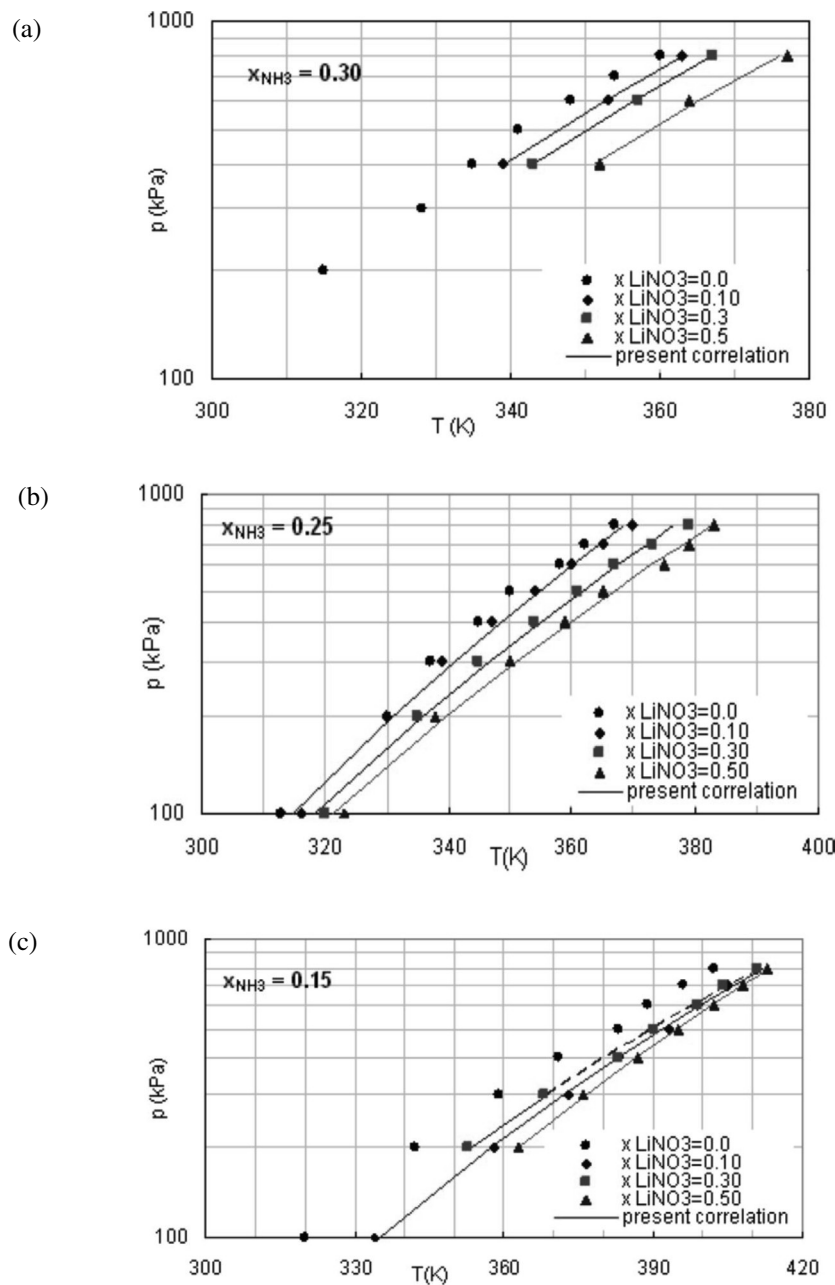 (a)
1000
x_NH3 = 0.30
p (kPa)
x LiNO3=0.0
x LiNO3=0.10
x LiNO3=0.3
x LiNO3=0.5
present correlation
100
300 320 340 360 380
T (K)
(b)
1000
x_NH3 = 0.25
p (kPa)
x LiNO3=0.0
x LiNO3=0.10
x LiNO3=0.30
x LiNO3=0.50
present correlation
100
300 320 340 360 380 400
T(K)
(c)
1000
x_NH3 = 0.15
p (kPa)
x LiNO3=0.0
x LiNO3=0.10
x LiNO3=0.30
x LiNO3=0.50
present correlation
100
300 330 360 390 420
T(K)